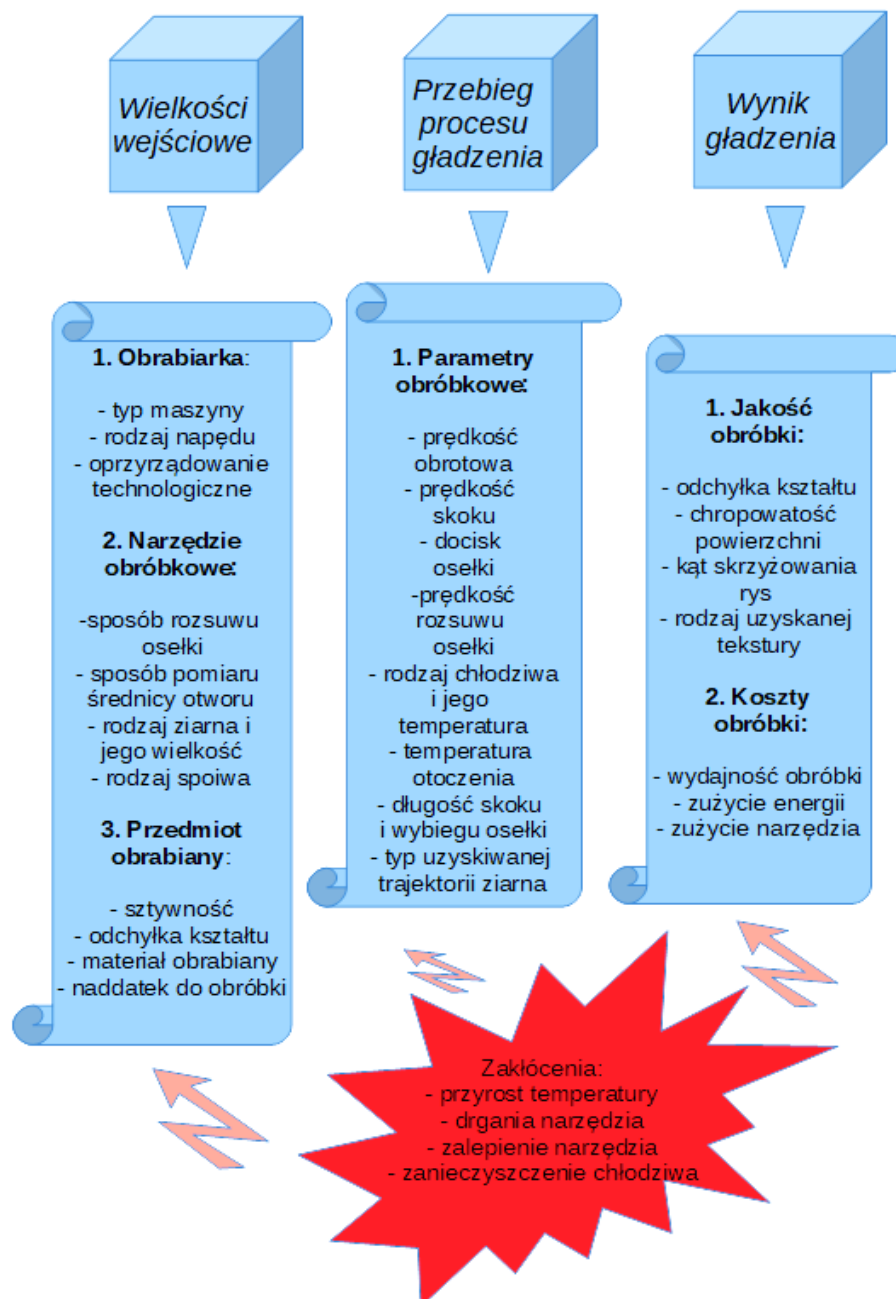 Wielkości
wejściowe
Przebieg
procesu
gładzenia
Wynik
gładzenia
1. Obrabiarka:
- typ maszyny
- rodzaj napędu
- oprzyrządowanie
technologiczne
2. Narzędzie
obróbkowe:
-sposób rozsuwu
osełki
- sposób pomiaru
średnicy otworu
- rodzaj ziarna i
jego wielkość
- rodzaj spoiwa
3. Przedmiot
obrabiany:
- sztywność
- odchyłka kształtu
- materiał obrabiany
- naddatek do obróbki
1. Parametry
obróbkowe:
- prędkość
obrotowa
- prędkość
skoku
- docisk
osełki
-prędkość
rozsuwu
osełki
- rodzaj chłodziwa
i jego
temperatura
- temperatura
otoczenia
- długość skoku
i wybiegu osełki
- typ uzyskiwanej
trajektorii ziarna
1. Jakość
obróbki:
- odchyłka kształtu
- chropowatość
powierzchni
- kąt skrzyżowania
rys
- rodzaj uzyskanej
tekstury
2. Koszty
obróbki:
- wydajność obróbki
- zużycie energii
- zużycie narzędzia
Zakłócenia:
- przyrost temperatury
- drgania narzędzia
- zalepienie narzędzia
- zanieczyszczenie chłodziwa